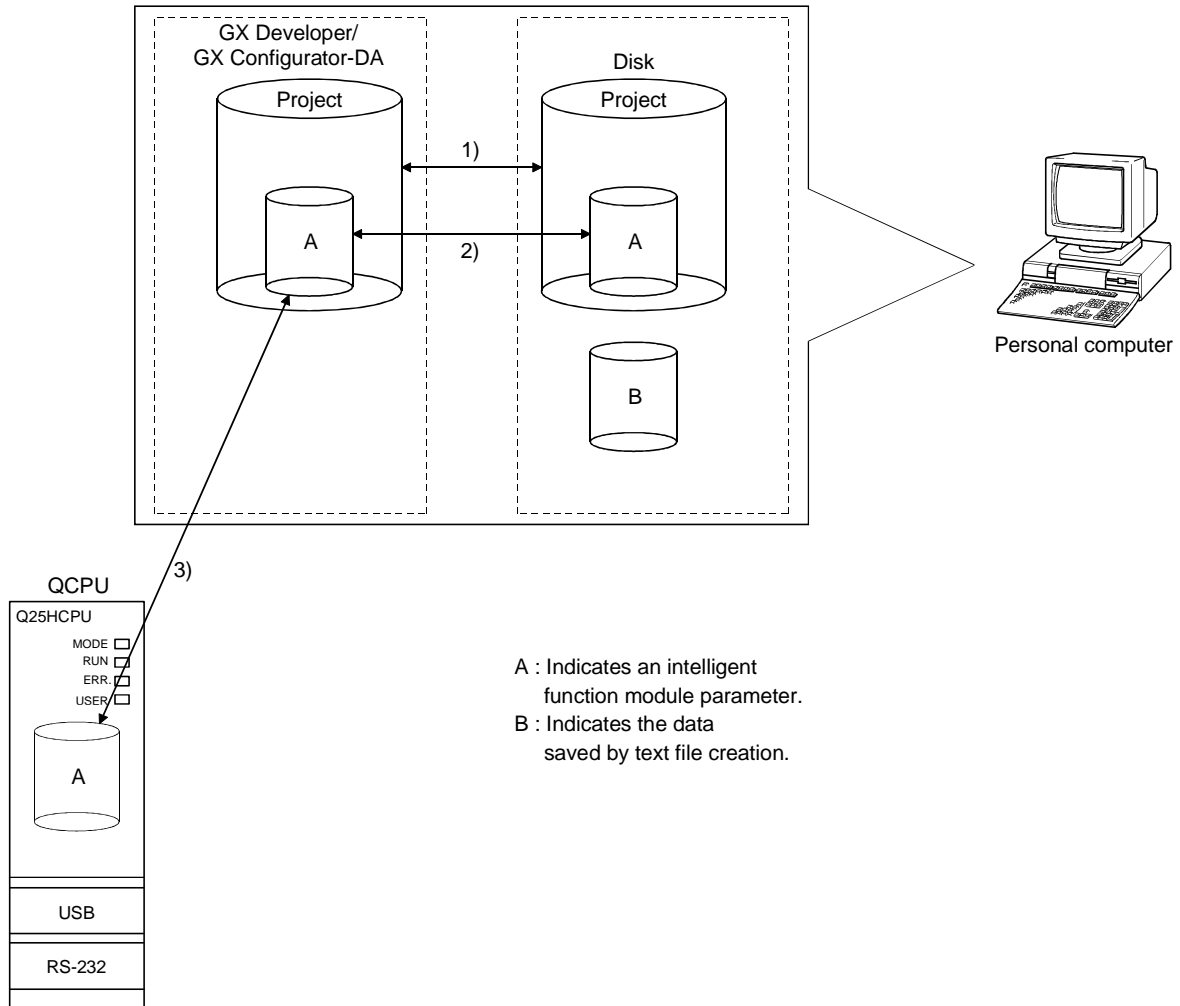 GX Developer/
GX Configurator-DA
Disk
Project
Project
1)
A
2)
A
B
Personal computer
3)
QCPU
Q25HCPU
MODE
RUN
ERR.
USER
A
USB
RS-232
A : Indicates an intelligent
function module parameter.
B : Indicates the data
saved by text file creation.